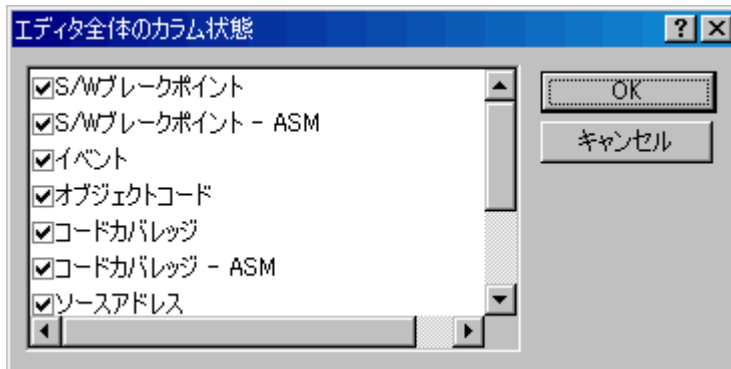 エディタ全体のカラム状態
S/Wブレークポイント
S/Wブレークポイント - ASM
イベント
オブジェクトコード
コードカバレッジ
コードカバレッジ - ASM
ソースアドレス
OK
キャンセル